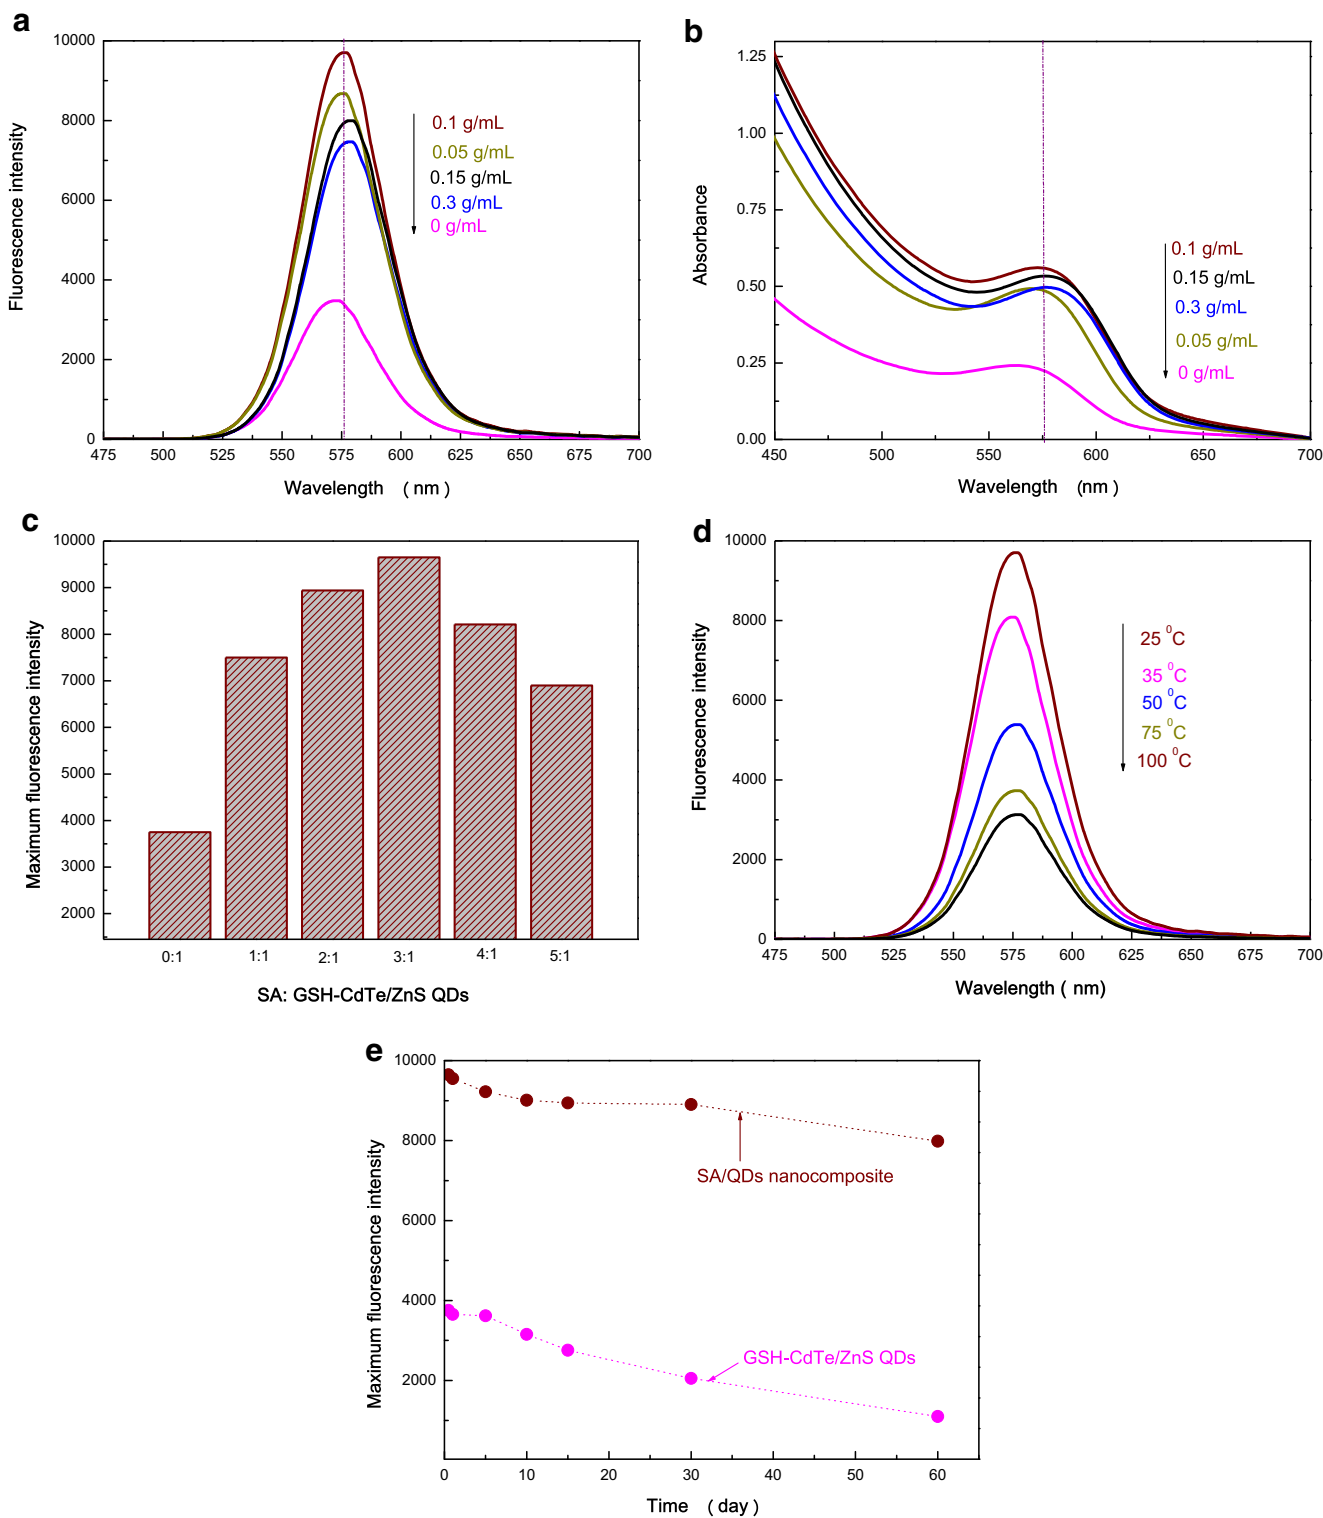 a
10000
8000
6000
4000
2000
0
475 500 525 550 575 600 625 650 675 700
Fluorescence intensity
Wavelength ( nm )
0.1 g/mL
0.05 g/mL
0.15 g/mL
0.3 g/mL
0 g/mL
b
1.25
1.00
0.75
0.50
0.25
0.00
450 500 550 600 650 700
Absorbance
Wavelength (nm)
0.1 g/mL
0.15 g/mL
0.3 g/mL
0.05 g/mL
0 g/mL
c
10000
9000
8000
7000
6000
5000
4000
3000
2000
0:1 1:1 2:1 3:1 4:1 5:1
Maximum fluorescence intensity
SA: GSH-CdTe/ZnS QDs
d
10000
8000
6000
4000
2000
0
475 500 525 550 575 600 625 650 675 700
Fluorescence intensity
Wavelength ( nm)
25 ⁰C
35 ⁰C
50 ⁰C
75 ⁰C
100 ⁰C
e
10000
8000
6000
4000
2000
0 10 20 30 40 50 60
Maximum fluorescence intensity
Time ( day )
SA/QDs nanocomposite
GSH-CdTe/ZnS QDs